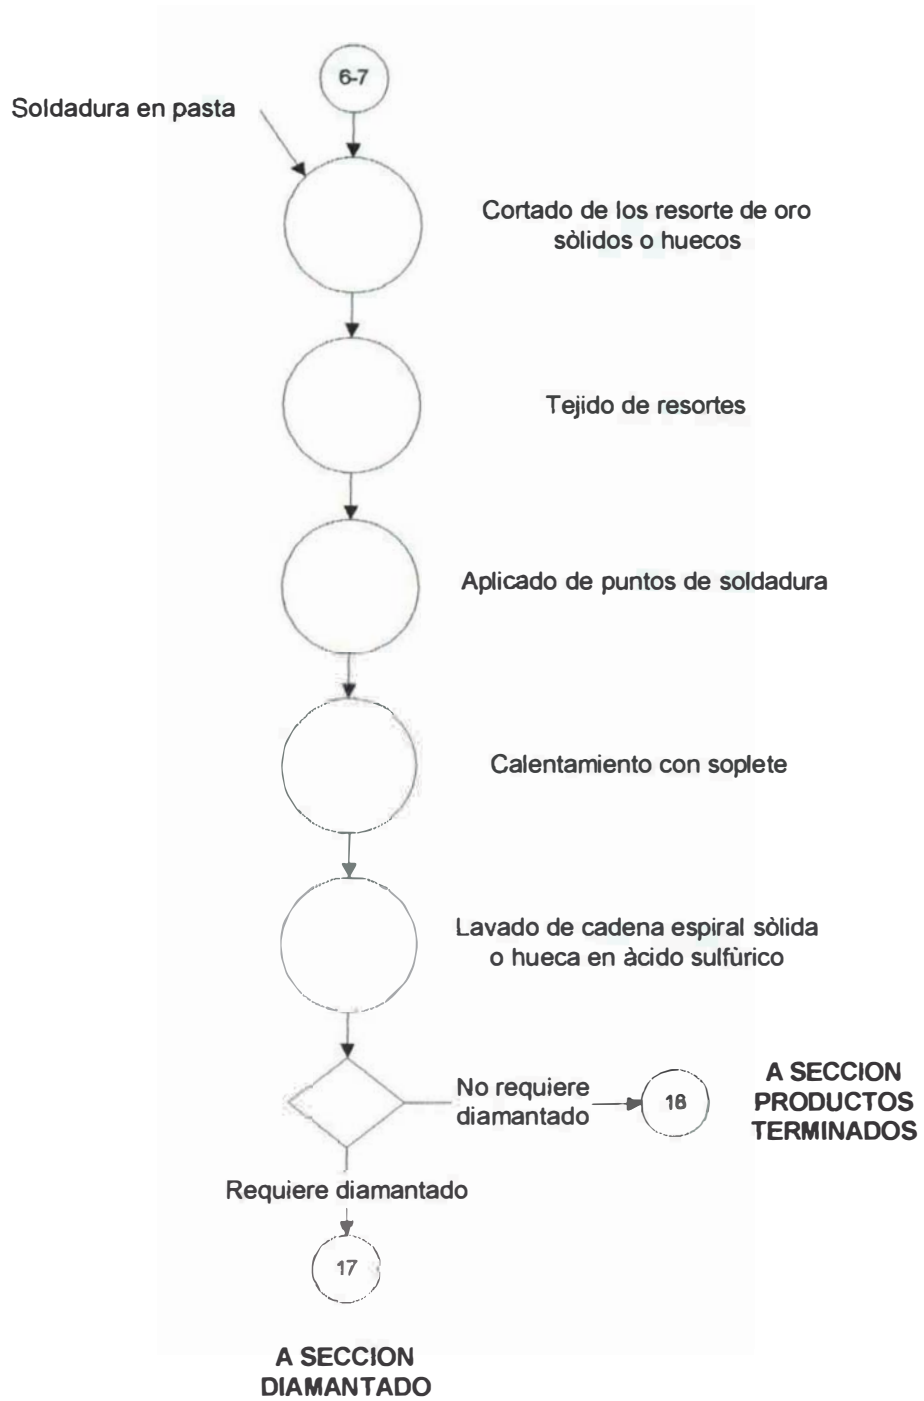 6-7
Soldadura en pasta
Cortado de los resorte de oro
sòlidos o huecos
Tejido de resortes
Aplicado de puntos de soldadura
Calentamiento con soplete
Lavado de cadena espiral sòlida
o hueca en àcido sulfùrico
No requiere
diamantado
18
A SECCION
PRODUCTOS
TERMINADOS
Requiere diamantado
17
A SECCION
DIAMANTADO